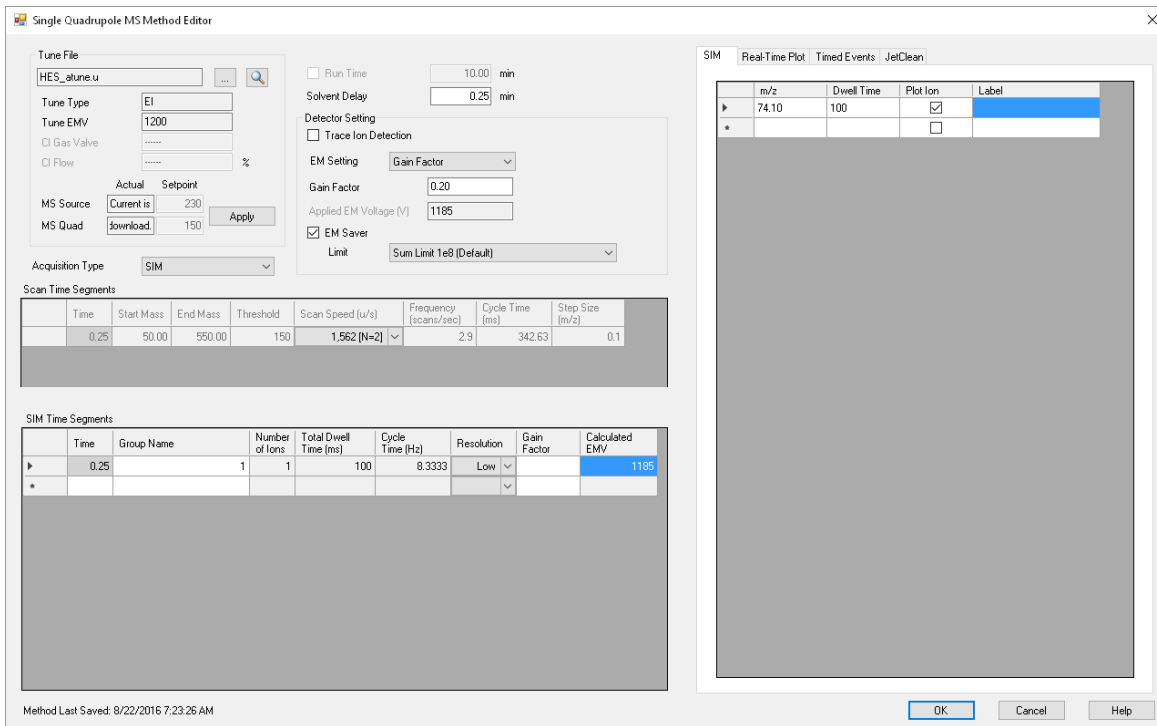 Single Quadrupole MS Method Editor
Tune File
HES_atune.u
...
Tune Type EI
Tune EMV 1200
CI Gas Valve ------
CI Flow ------ %
Actual Setpoint
MS Source Current is 230
MS Quad download. 150
Apply
Acquisition Type SIM
Run Time 10.00 min
Solvent Delay 0.25 min
Detector Setting
Trace Ion Detection
EM Setting Gain Factor
Gain Factor 0.20
Applied EM Voltage (V) 1185
EM Saver
Limit Sum Limit 1e8 (Default)
Scan Time Segments
Time Start Mass End Mass Threshold Scan Speed (u/s) Frequency (scans/sec) Cycle Time (ms) Step Size (m/z)
0.25 50.00 550.00 150 1,562 [N=2] 2.9 342.63 0.1
SIM Time Segments
Time Group Name Number of Ions Total Dwell Time (ms) Cycle Time (Hz) Resolution Gain Factor Calculated EMV
0.25 1 1 100 8.3333 Low 1185
SIM Real-Time Plot Timed Events JetClean
m/z Dwell Time Plot Ion Label
74.10 100
Method Last Saved: 8/22/2016 7:23:26 AM
OK Cancel Help